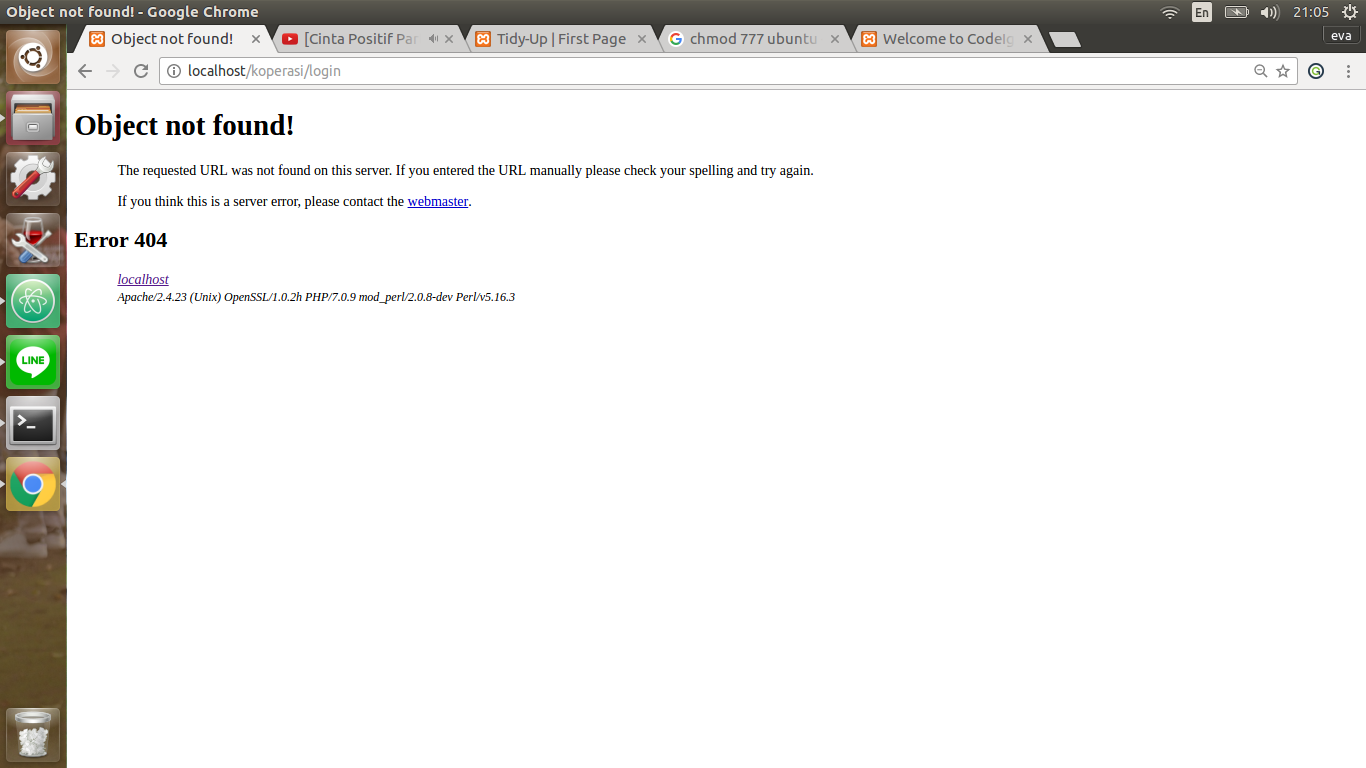 Object not found! - Google Chrome
En
21:05
Object not found!
[Cinta Positif Par
Tidy-Up | First Page
chmod 777 ubuntu
Welcome to CodeIg
eva
localhost/koperasi/login
Object not found!
The requested URL was not found on this server. If you entered the URL manually please check your spelling and try again.
If you think this is a server error, please contact the webmaster.
Error 404
localhost
Apache/2.4.23 (Unix) OpenSSL/1.0.2h PHP/7.0.9 mod_perl/2.0.8-dev Perl/v5.16.3
LINE